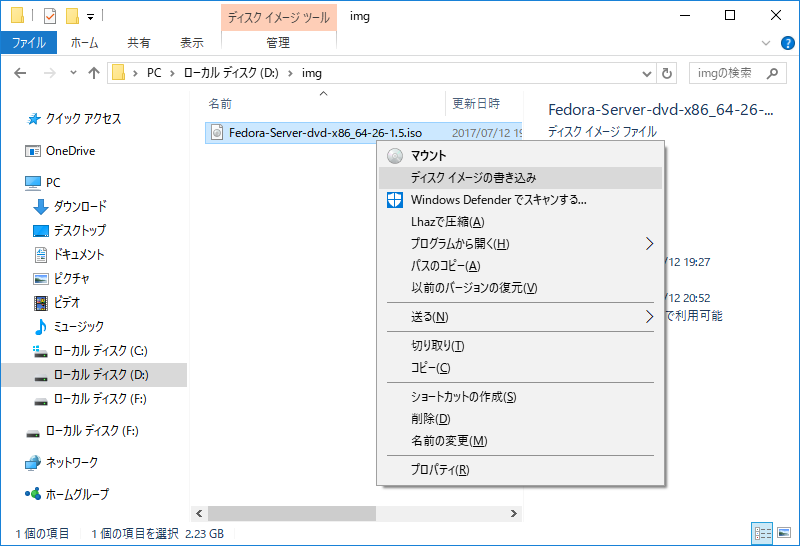 ディスク イメージ ツール
img
ファイル
ホーム
共有
表示
管理
PC
ローカル ディスク (D:)
img
imgの検索
名前
更新日時
クイック アクセス
OneDrive
PC
ダウンロード
デスクトップ
ドキュメント
ピクチャ
ビデオ
ミュージック
ローカル ディスク (C:)
ローカル ディスク (D:)
ローカル ディスク (F:)
ローカル ディスク (F:)
ネットワーク
ホームグループ
Fedora-Server-dvd-x86_64-26-1.5.iso
2017/07/12 19
マウント
ディスク イメージの書き込み
Windows Defender でスキャンする...
Lhazで圧縮(A)
プログラムから開く(H)
パスのコピー(A)
以前のバージョンの復元(V)
送る(N)
切り取り(T)
コピー(C)
ショートカットの作成(S)
削除(D)
名前の変更(M)
プロパティ(R)
Fedora-Server-dvd-x86_64-26-...
ディスク イメージ ファイル
/12 19:27
/12 20:52
で利用可能
1 個の項目
1 個の項目を選択 2.23 GB